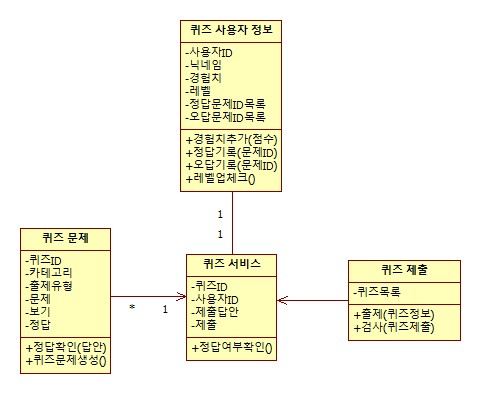 퀴즈 사용자 정보
-사용자ID
-닉네임
-경험치
-레벨
-정답문제ID목록
-오답문제ID목록
+경험치추가(점수)
+정답기록(문제ID)
+오답기록(문제ID)
+레벨업체크()
1
1
퀴즈 문제
-퀴즈ID
-카테고리
-출제유형
-문제
-보기
-정답
+정답확인(답안)
+퀴즈문제생성()
*
1
퀴즈 서비스
-퀴즈ID
-사용자ID
-제출답안
-제출
+정답여부확인()
퀴즈 제출
-퀴즈목록
+출제(퀴즈정보)
+검사(퀴즈제출)